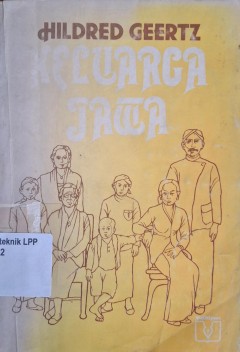 HILDRED GEERTZ
KELUARGA
JAWA
teknik LPP
2